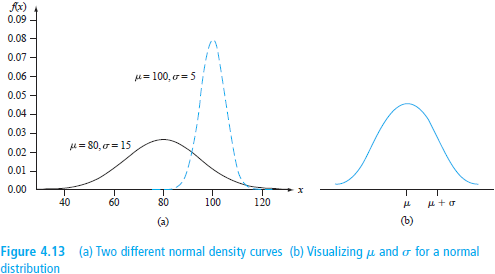 f(x)
0.09
0.08
0.07
0.06
0.05
0.04
0.03
0.02
0.01
0.00
μ = 100, σ = 5
μ = 80, σ = 15
40 60 80 100 120
x
(a)
μ μ + σ
(b)
Figure 4.13 (a) Two different normal density curves (b) Visualizing μ and σ for a normal
distribution